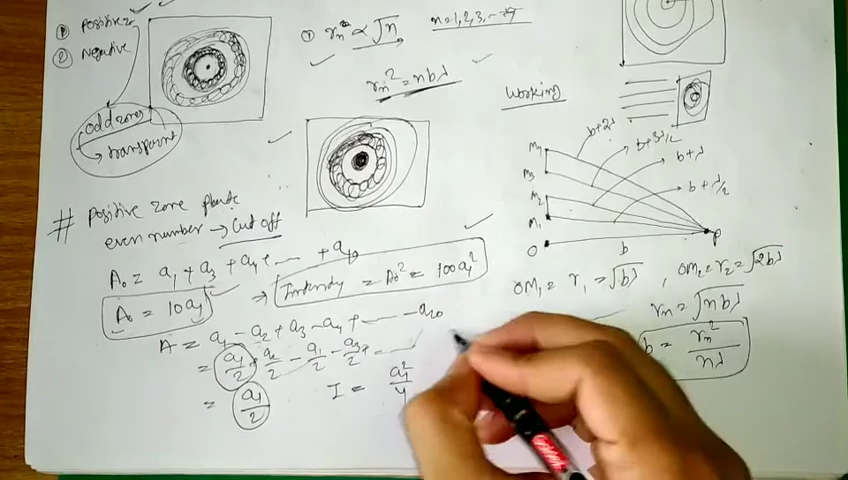 ① Positive zone
② Negative
odd zones
→ transparent
① rn ∝ √n n = 1, 2, 3, --
rn² = nbλ
Working
M4
M3
M2
M1
O
P
b
b+2λ
b+3λ/2
b+λ
b+λ/2
# Positive zone plate
even number → Cut off
A₀ = a₁ + a₃ + a₄ + .... + a
A₀ = 10a₁
→ Intensity = A₀² = 100a₁²
A = a₁ - a₂ + a₃ - a₄ + --- - a₂₀
= a₁/2 + a₂/2 - a₁/2 - a₃/2 + ---
= a₁/2
I = a₁²/4
OM₁ = r₁ = √bλ , OM₂ = r₂ = √2bλ
rn = √nbλ
b = rn²/nλ